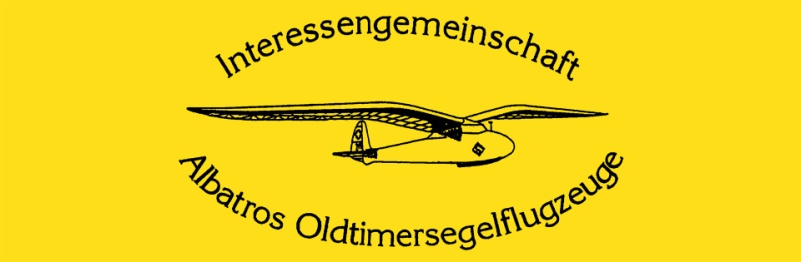 Interessengemeinschaft
Albatros Oldtimersegelflugzeuge